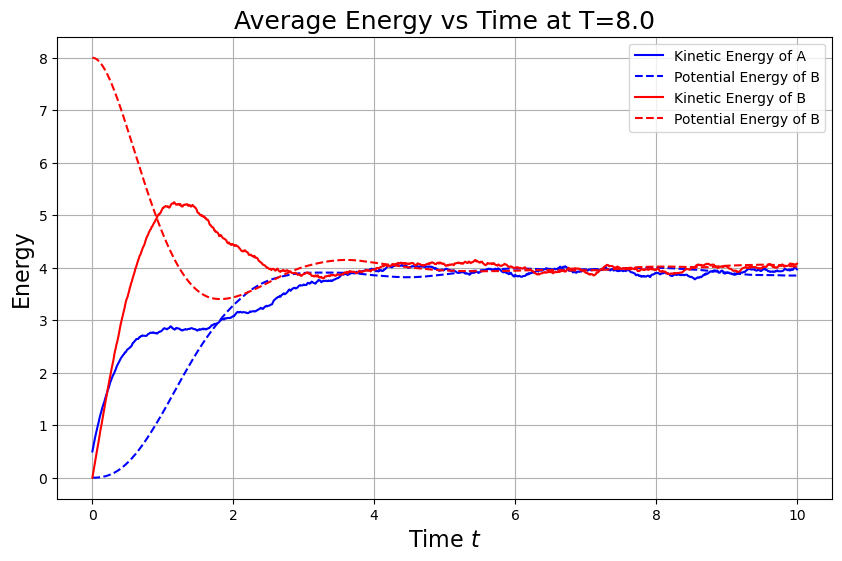 Average Energy vs Time at T=8.0
Kinetic Energy of A
Potential Energy of B
Kinetic Energy of B
Potential Energy of B
Energy
8
7
6
5
4
3
2
1
0
0 2 4 6 8 10
Time t